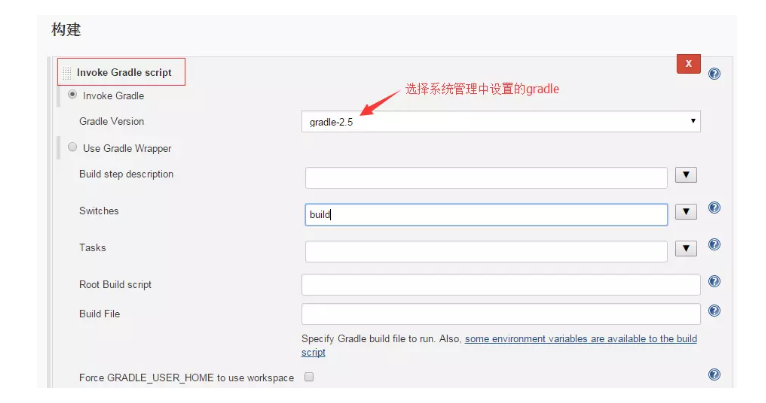 构建
Invoke Gradle script
X
Invoke Gradle
选择系统管理中设置的gradle
Gradle Version
gradle-2.5
Use Gradle Wrapper
Build step description
Switches
build
Tasks
Root Build script
Build File
Specify Gradle build file to run. Also, some environment variables are available to the build
script
Force GRADLE_USER_HOME to use workspace